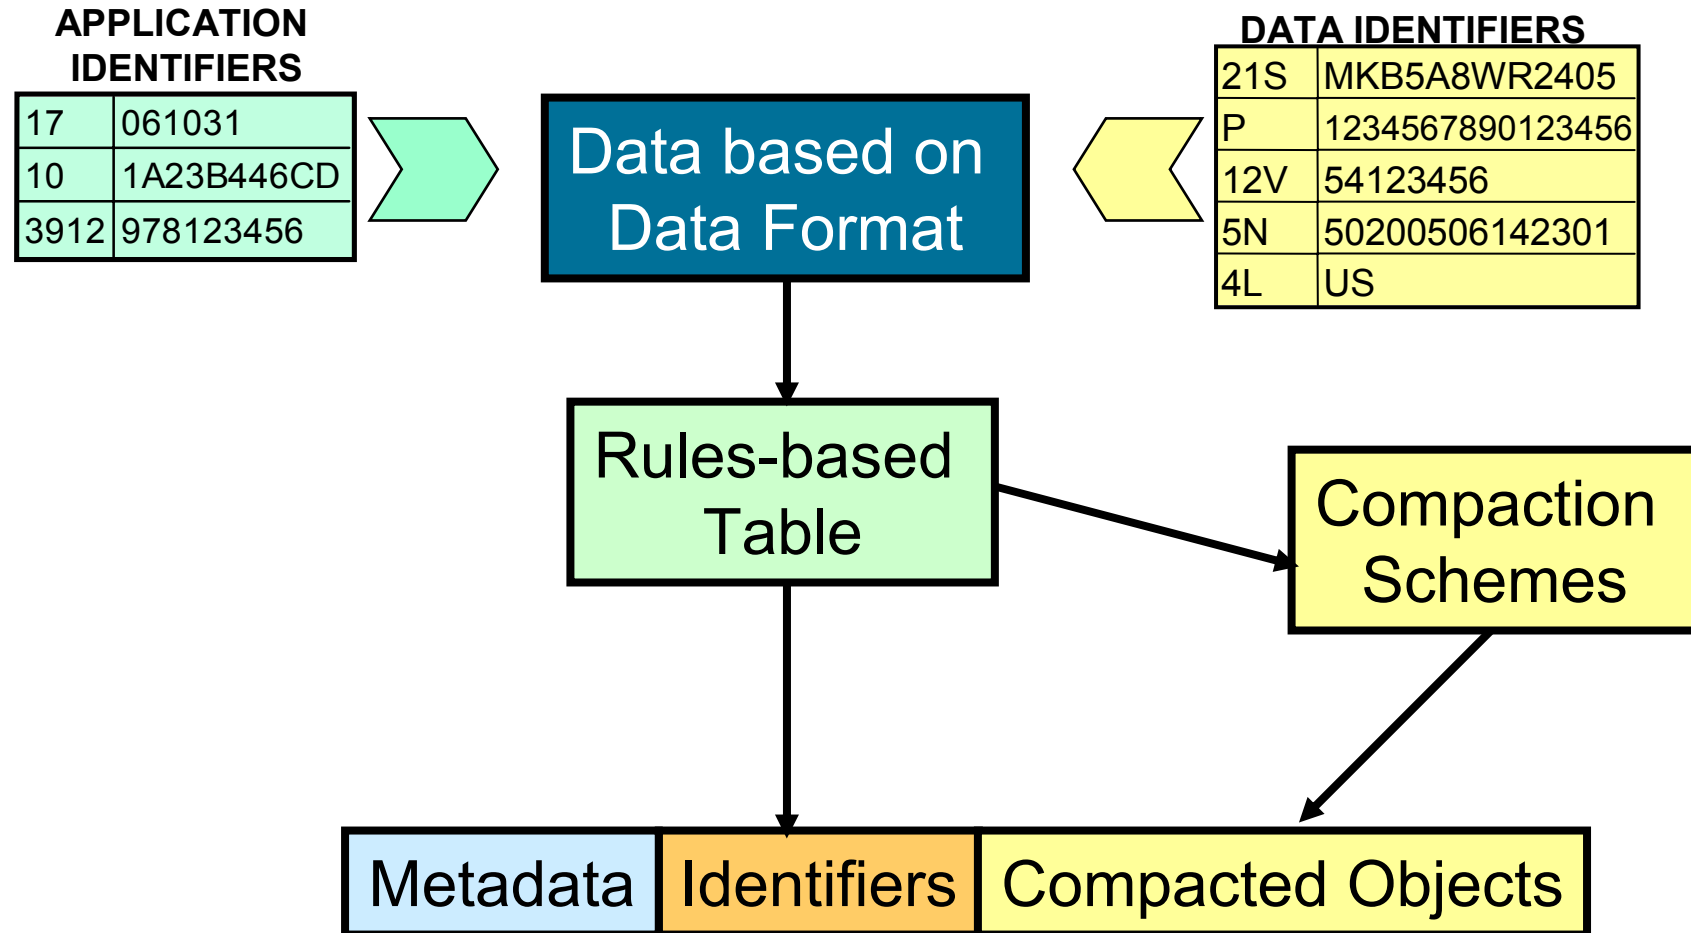 APPLICATION
IDENTIFIERS
17 061031
10 1A23B446CD
3912 978123456
Data based on
Data Format
DATA IDENTIFIERS
21S MKB5A8WR2405
P 1234567890123456
12V 54123456
5N 50200506142301
4L US
Rules-based
Table
Compaction
Schemes
Metadata Identifiers Compacted Objects